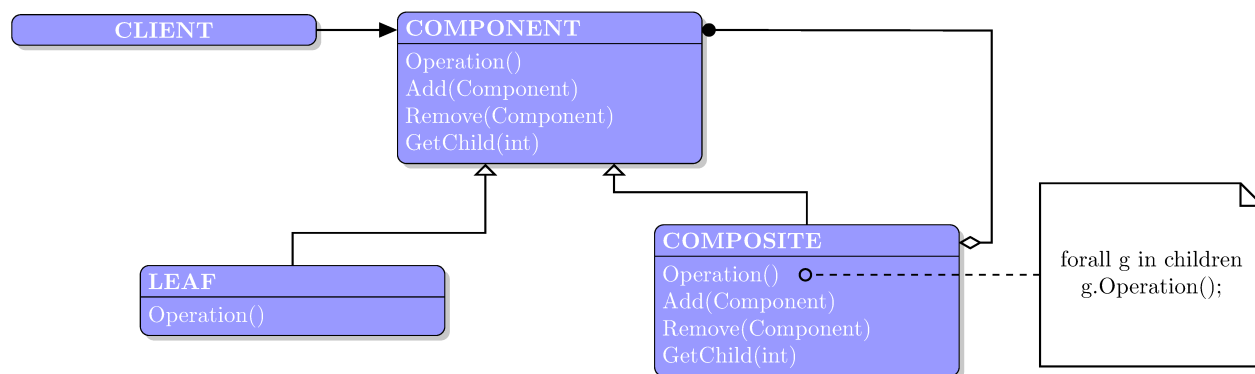 CLIENT
COMPONENT
Operation()
Add(Component)
Remove(Component)
GetChild(int)
LEAF
Operation()
COMPOSITE
Operation()
Add(Component)
Remove(Component)
GetChild(int)
forall g in children
g.Operation();